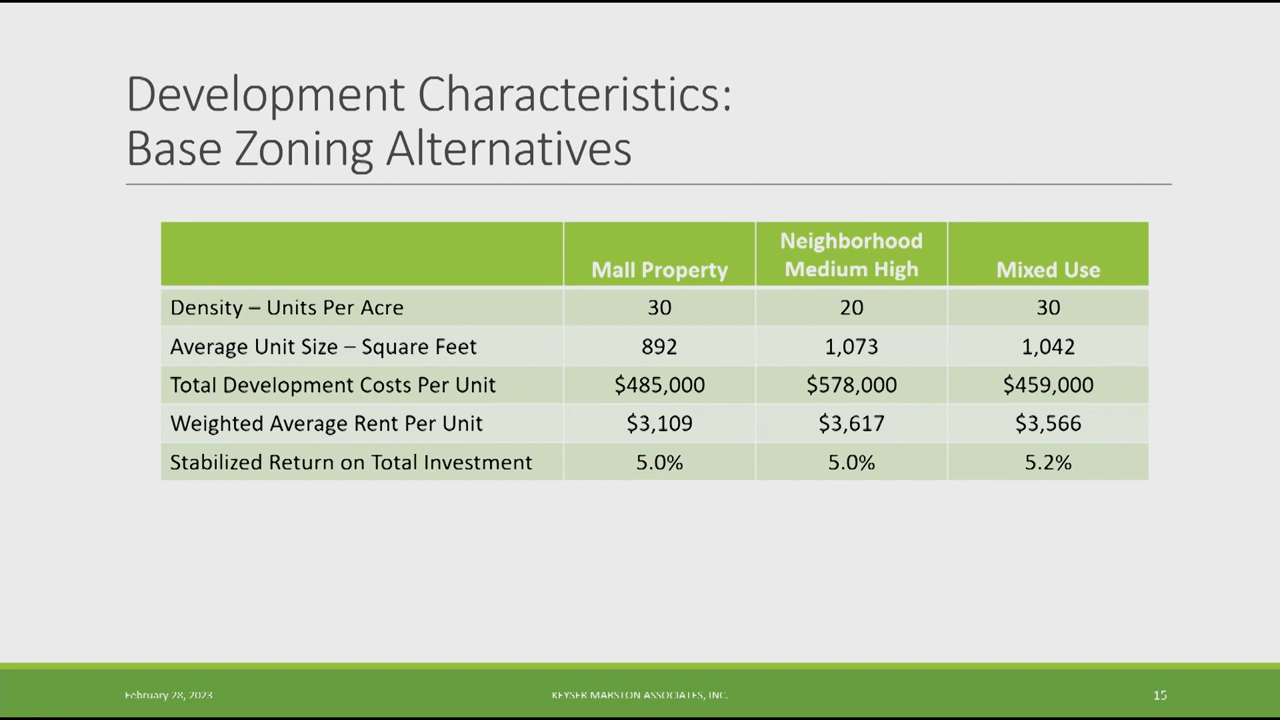 Development Characteristics:
Base Zoning Alternatives
Mall Property
Neighborhood
Medium High
Mixed Use
Density – Units Per Acre 30 20 30
Average Unit Size – Square Feet 892 1,073 1,042
Total Development Costs Per Unit $485,000 $578,000 $459,000
Weighted Average Rent Per Unit $3,109 $3,617 $3,566
Stabilized Return on Total Investment 5.0% 5.0% 5.2%
February 28, 2023 KEYSER MARSTON ASSOCIATES, INC. 15